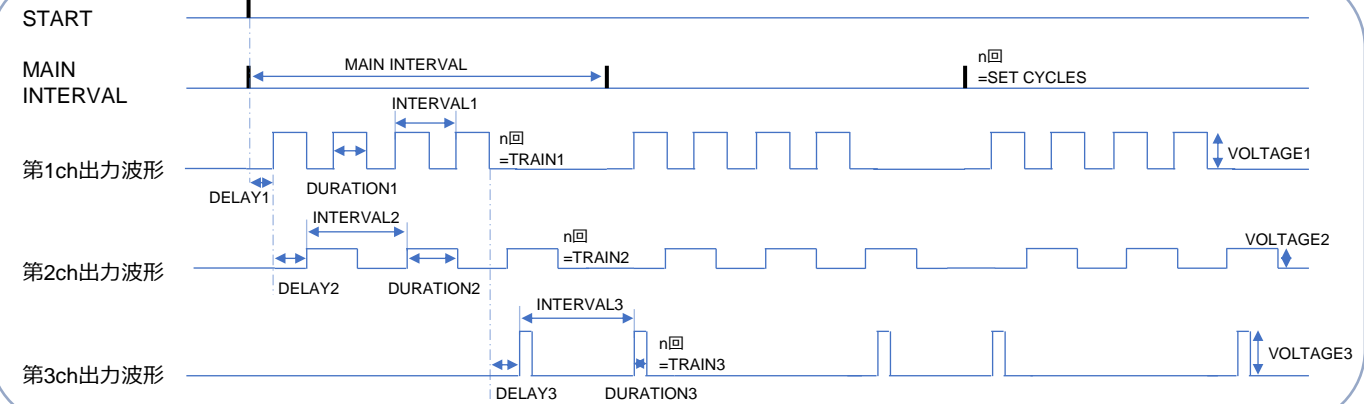 START
MAIN
INTERVAL
MAIN INTERVAL
n回
=SET CYCLES
INTERVAL1
第1ch出力波形
n回
=TRAIN1
VOLTAGE1
DELAY1
DURATION1
INTERVAL2
第2ch出力波形
n回
=TRAIN2
VOLTAGE2
DELAY2
DURATION2
INTERVAL3
第3ch出力波形
n回
=TRAIN3
VOLTAGE3
DELAY3
DURATION3